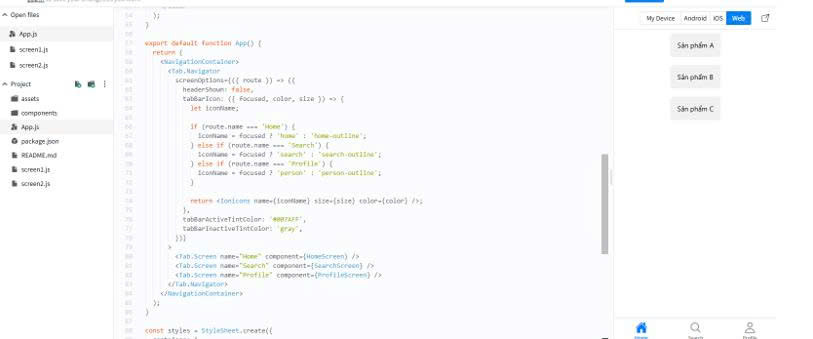 Open files
App.js
screen1.js
screen2.js
Project
assets
components
App.js
package.json
README.md
screen1.js
screen2.js
54 );
55 }
56
57 export default function App() {
58 return (
59 <NavigationContainer>
60 <Tab.Navigator
61 screenOptions={({ route }) => ({
62 headerShown: false,
63 tabBarIcon: ({ focused, color, size }) => {
64 let iconName;
65
66 if (route.name === 'Home') {
67 iconName = focused ? 'home' : 'home-outline';
68 } else if (route.name === 'Search') {
69 iconName = focused ? 'search' : 'search-outline';
70 } else if (route.name === 'Profile') {
71 iconName = focused ? 'person' : 'person-outline';
72 }
73
74 return <Ionicons name={iconName} size={size} color={color} />;
75 },
76 tabBarActiveTintColor: '#007AFF',
77 tabBarInactiveTintColor: 'gray',
78 })}
79 >
80 <Tab.Screen name="Home" component={HomeScreen} />
81 <Tab.Screen name="Search" component={SearchScreen} />
82 <Tab.Screen name="Profile" component={ProfileScreen} />
83 </Tab.Navigator>
84 </NavigationContainer>
85 );
86 }
87
88 const styles = StyleSheet.create({
My Device Android iOS Web
Sản phẩm A
Sản phẩm B
Sản phẩm C
Home Search Profile